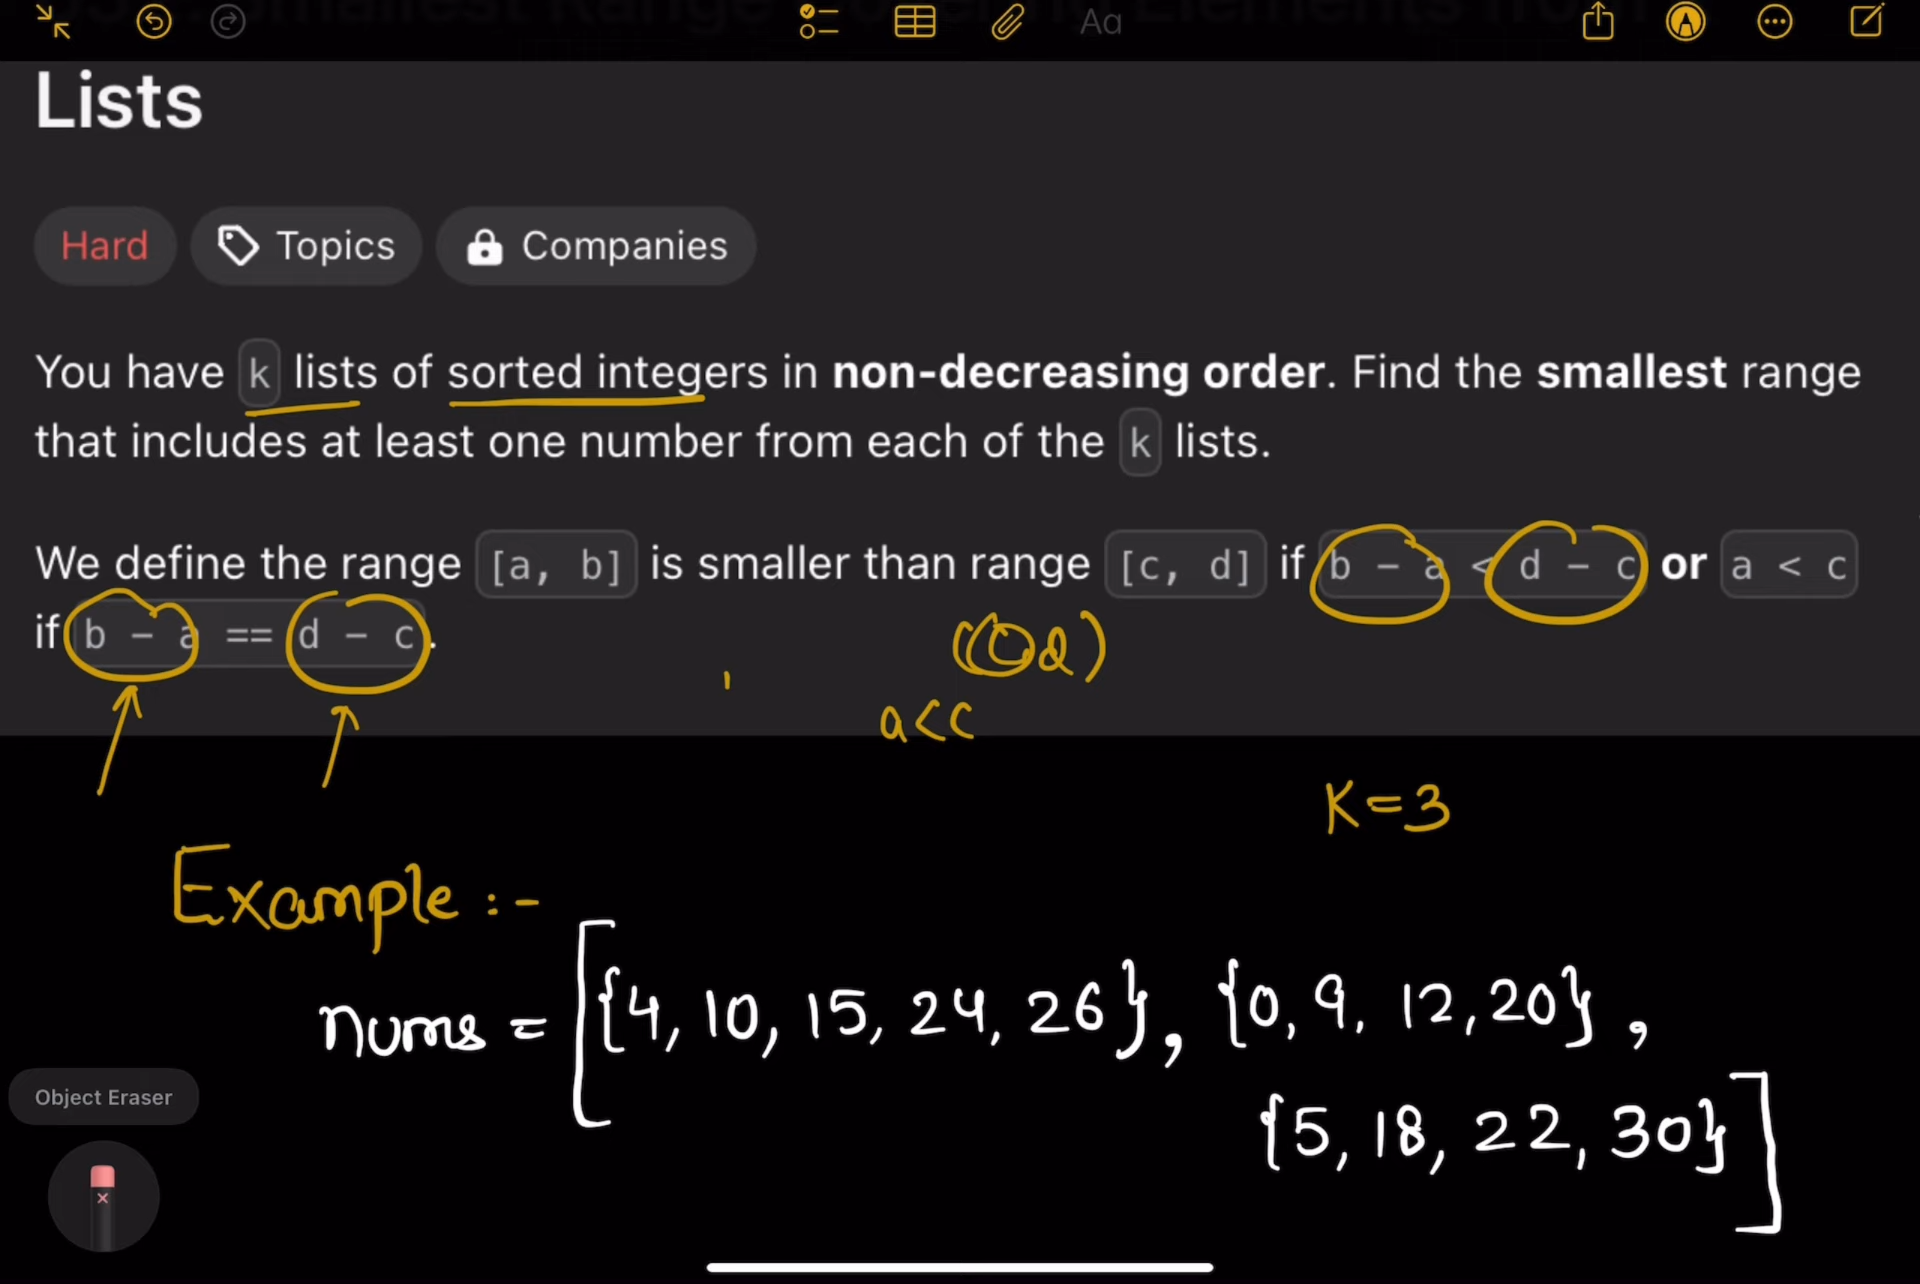 Lists
Hard Topics Companies
You have k lists of sorted integers in non-decreasing order. Find the smallest range
that includes at least one number from each of the k lists.
We define the range [a, b] is smaller than range [c, d] if b - a < d - c or a < c
if b - a == d - c.
a<c
K=3
Example :-
nums = [{4, 10, 15, 24, 26}, {0, 9, 12, 20},
{5, 18, 22, 30}]
Object Eraser